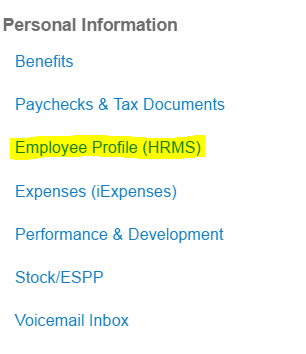 Personal Information
Benefits
Paychecks & Tax Documents
Employee Profile (HRMS)
Expenses (iExpenses)
Performance & Development
Stock/ESPP
Voicemail Inbox